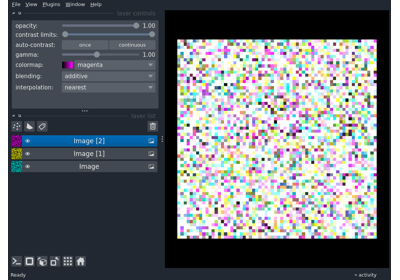 File View Plugins Window Help
layer controls
opacity: 1.00
contrast limits:
auto-contrast: once continuous
gamma: 1.00
colormap: magenta
blending: additive
interpolation: nearest
layer list
Image [2]
Image [1]
Image
Ready
activity